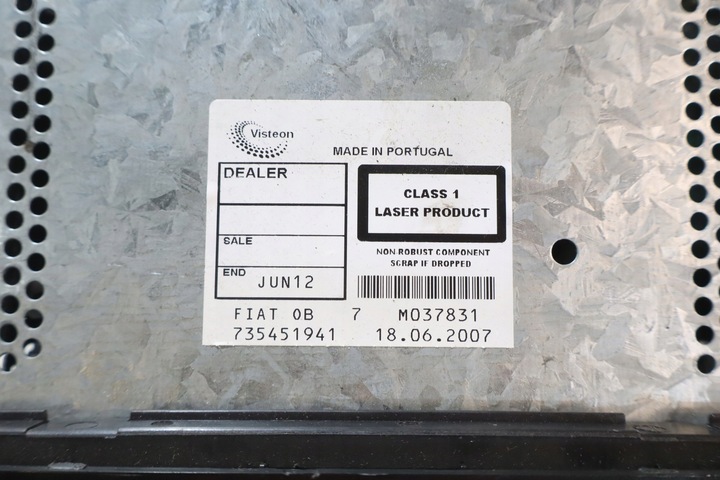 Visteon
MADE IN PORTUGAL
DEALER
CLASS 1
LASER PRODUCT
SALE
NON ROBUST COMPONENT
SCRAP IF DROPPED
END JUN12
FIAT 0B 7 M037831
735451941 18.06.2007